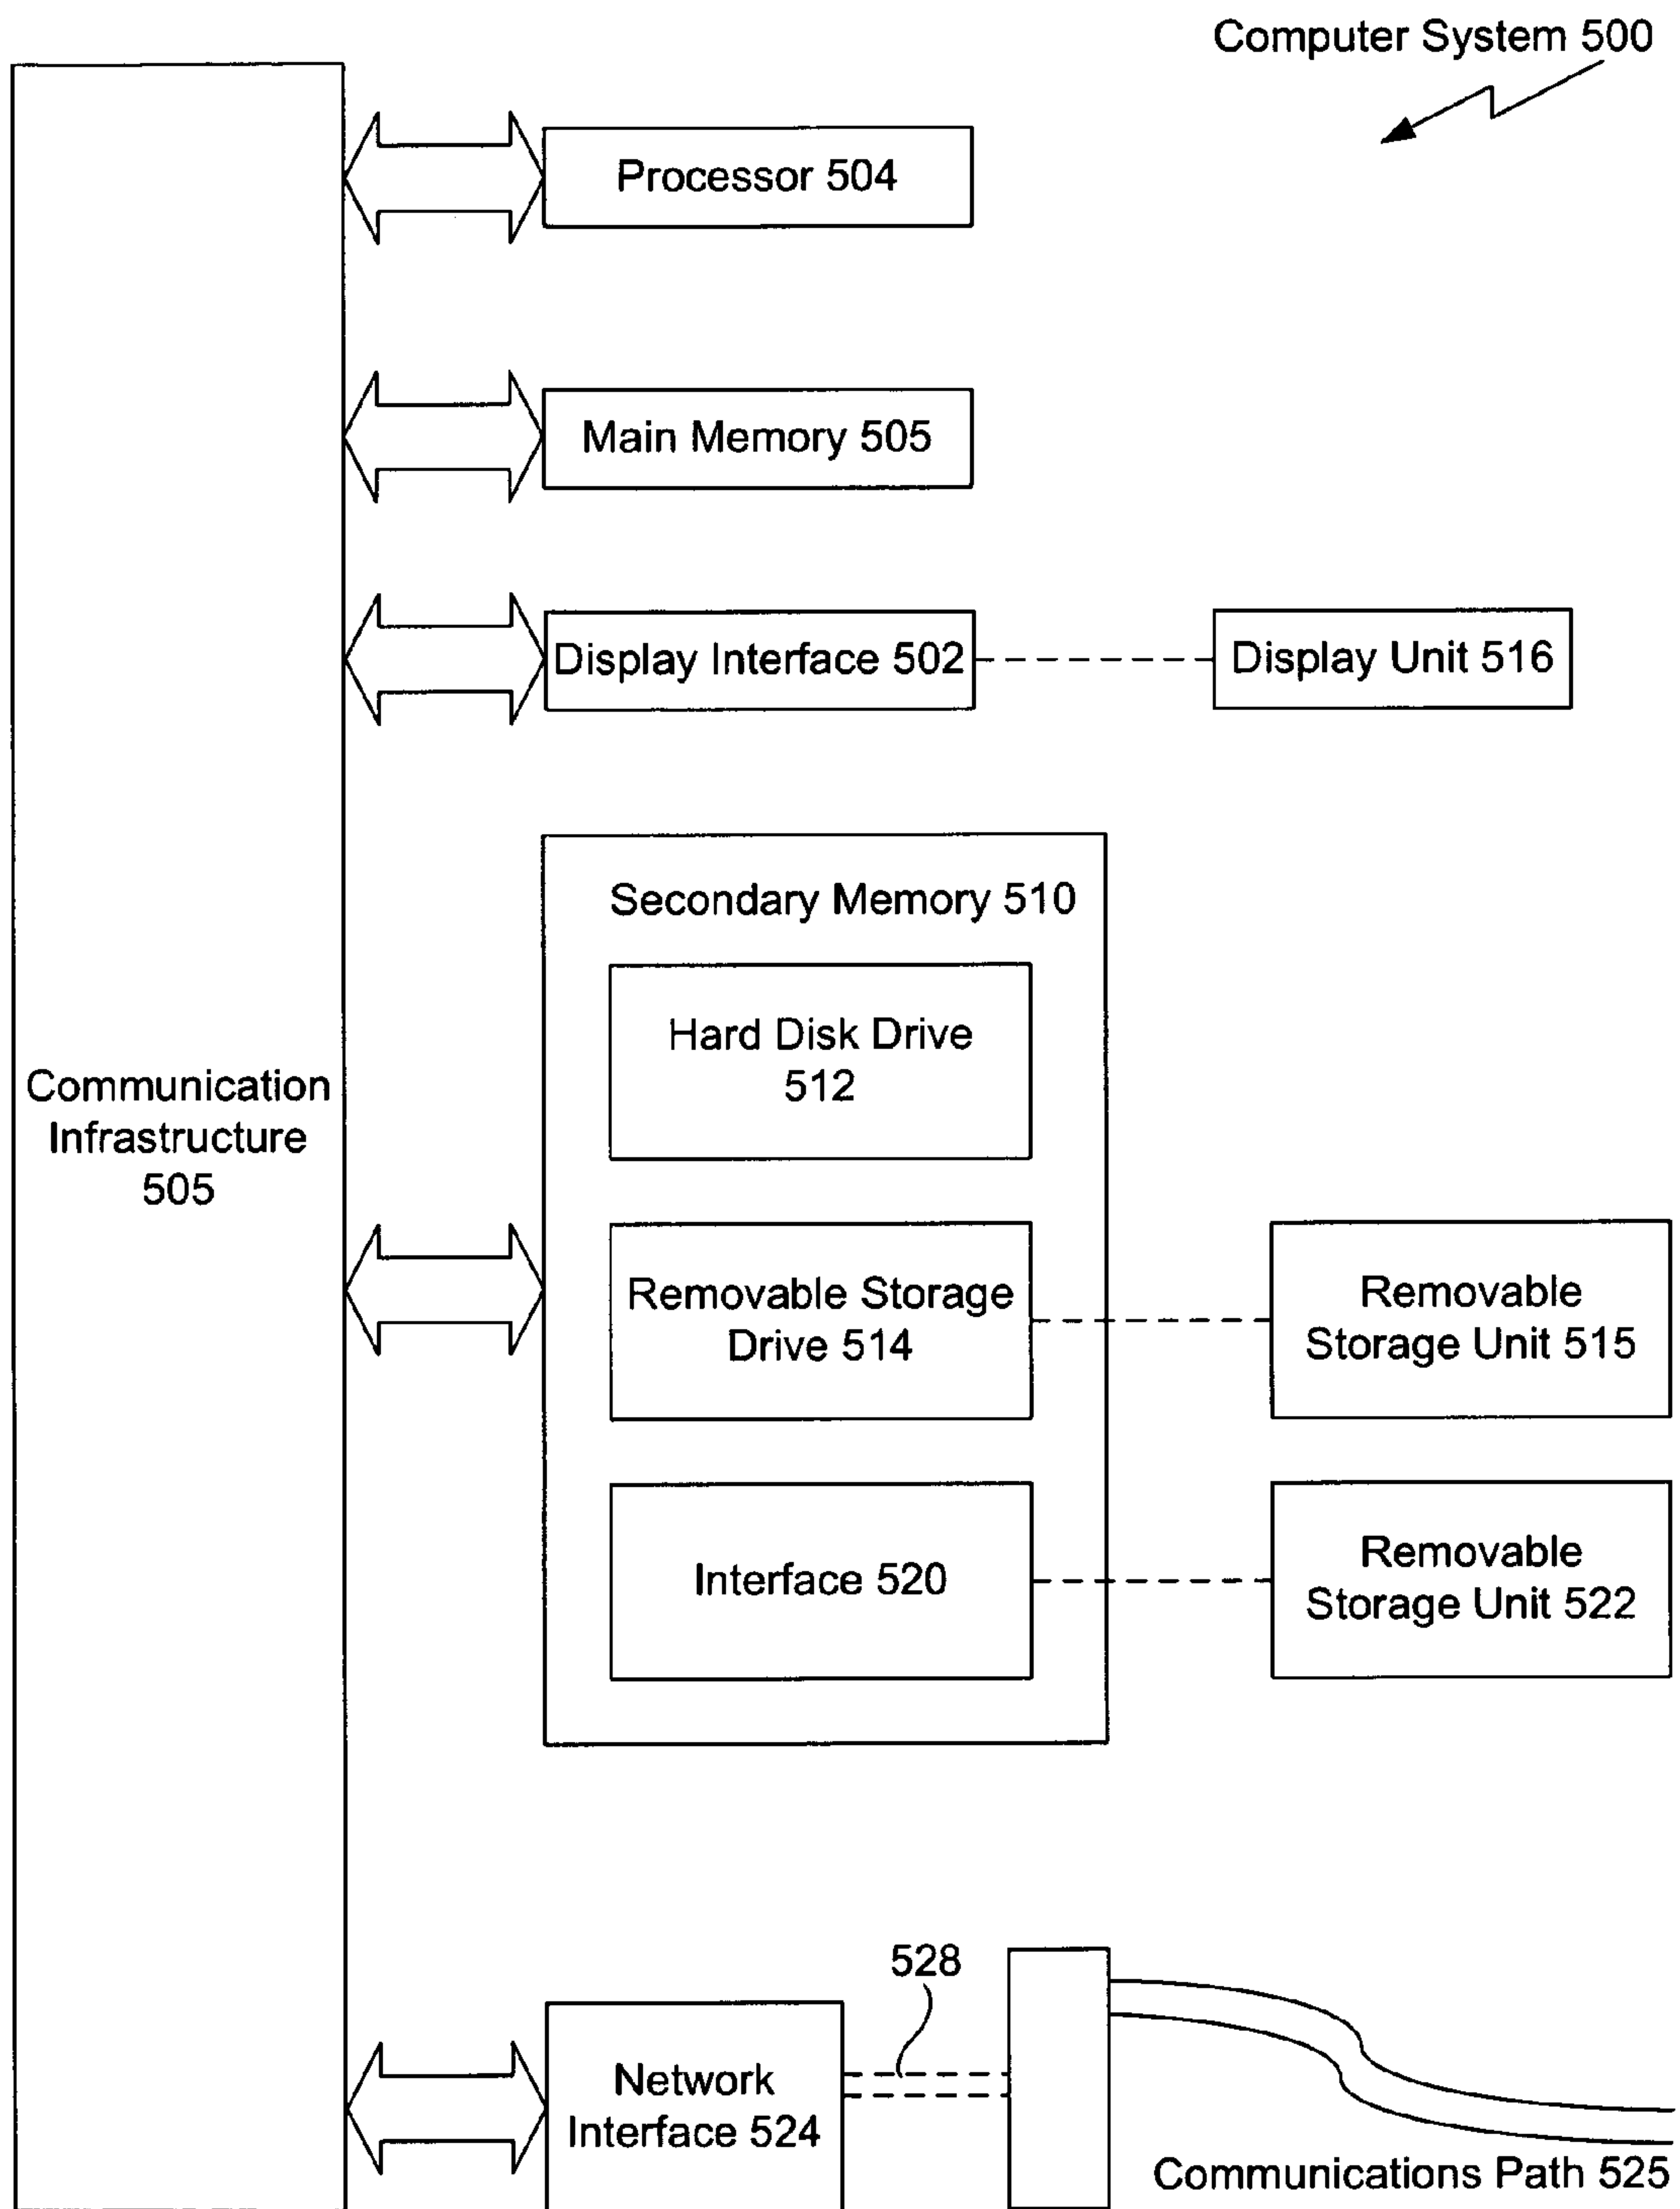 Computer System 500
Processor 504
Main Memory 505
Display Interface 502
Display Unit 516
Secondary Memory 510
Hard Disk Drive
512
Communication
Infrastructure
505
Removable Storage
Drive 514
Removable
Storage Unit 515
Interface 520
Removable
Storage Unit 522
528
Network
Interface 524
Communications Path 525